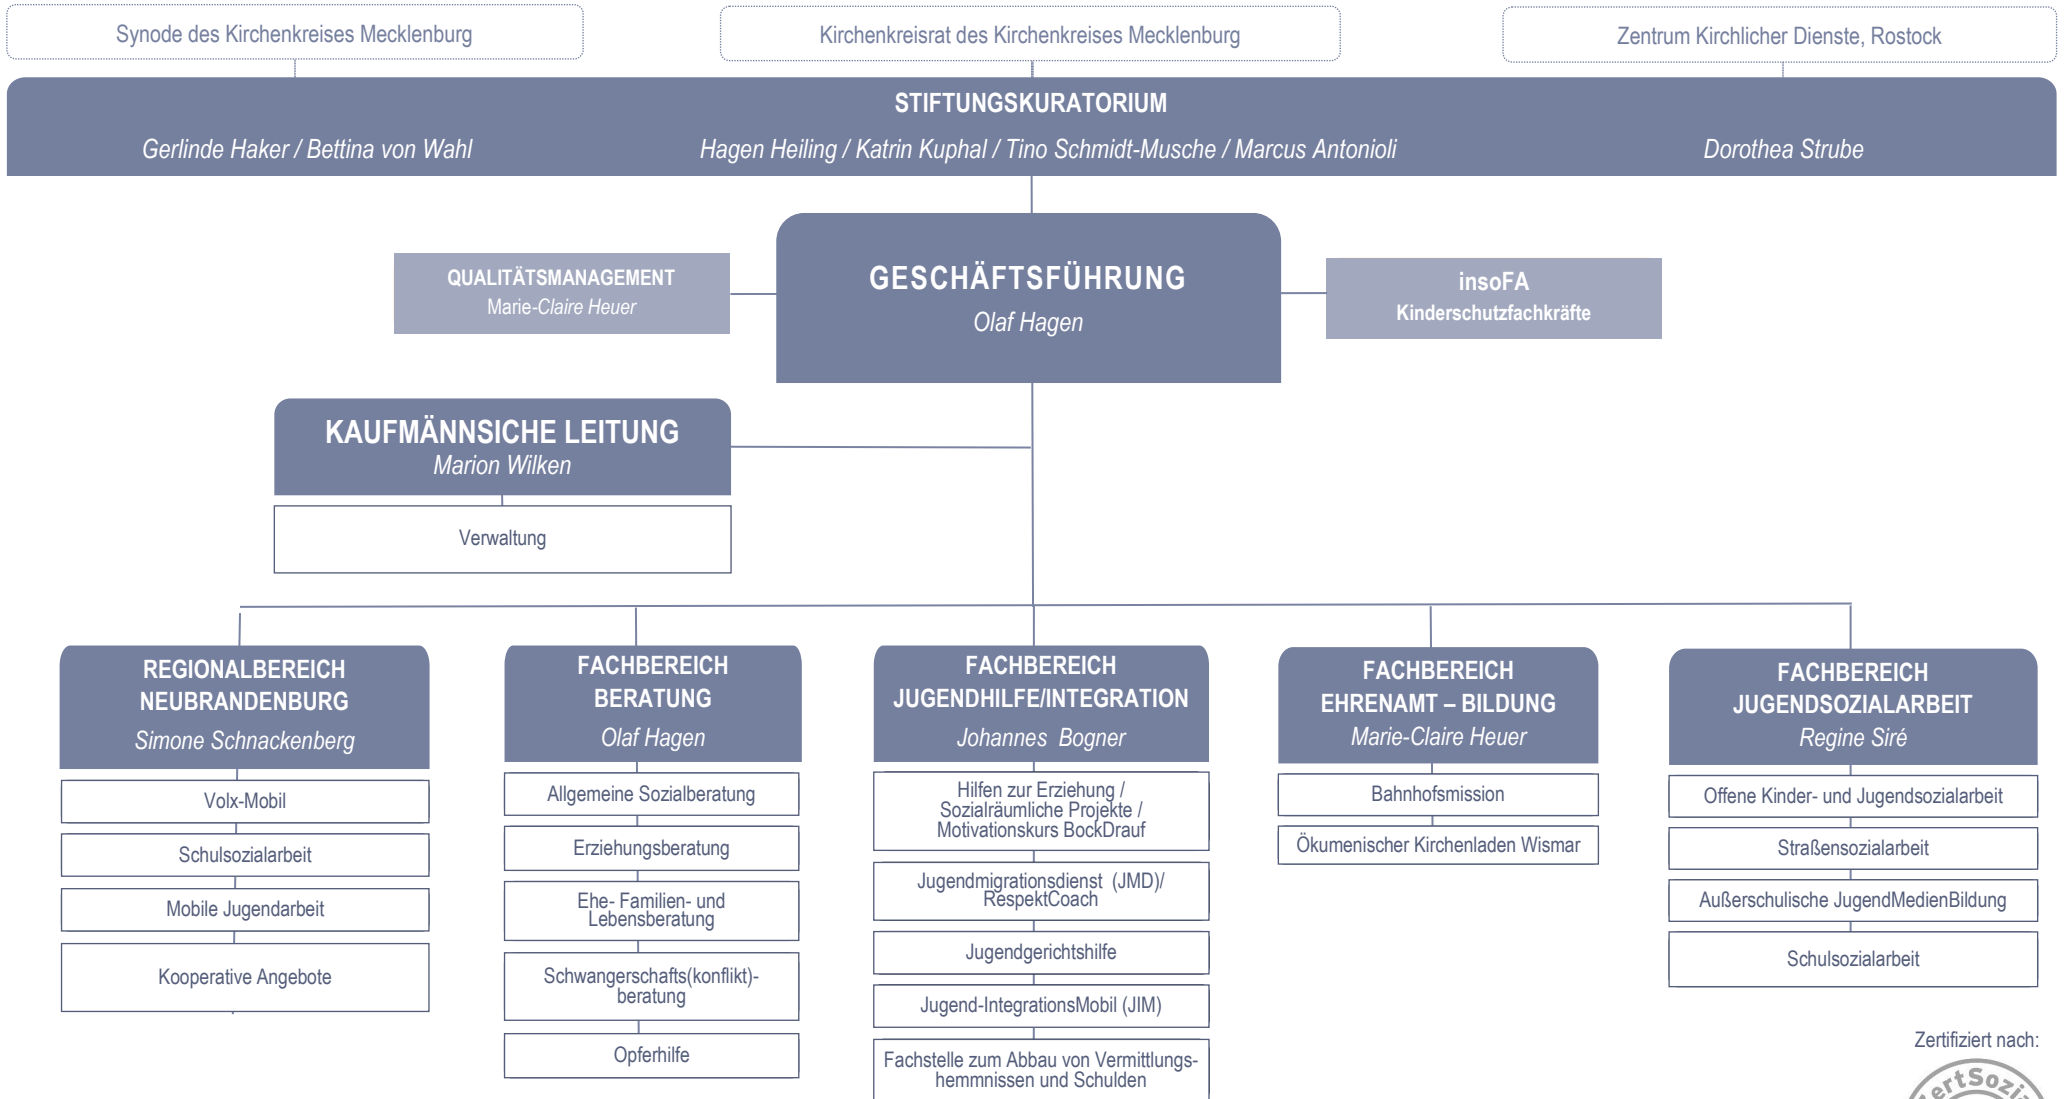 Synode des Kirchenkreises Mecklenburg
Kirchenkreisrat des Kirchenkreises Mecklenburg
Zentrum Kirchlicher Dienste, Rostock
STIFTUNGSKURATORIUM
Gerlinde Haker / Bettina von Wahl
Hagen Heiling / Katrin Kuphal / Tino Schmidt-Musche / Marcus Antonioli
Dorothea Strube
QUALITÄTSMANAGEMENT
Marie-Claire Heuer
GESCHÄFTSFÜHRUNG
Olaf Hagen
insoFA
Kinderschutzfachkräfte
KAUFMÄNNSICHE LEITUNG
Marion Wilken
Verwaltung
REGIONALBEREICH
NEUBRANDENBURG
Simone Schnackenberg
Volx-Mobil
Schulsozialarbeit
Mobile Jugendarbeit
Kooperative Angebote
FACHBEREICH
BERATUNG
Olaf Hagen
Allgemeine Sozialberatung
Erziehungsberatung
Ehe- Familien- und
Lebensberatung
Schwangerschafts(konflikt)-
beratung
Opferhilfe
FACHBEREICH
JUGENDHILFE/INTEGRATION
Johannes Bogner
Hilfen zur Erziehung /
Sozialräumliche Projekte /
Motivationskurs BockDrauf
Jugendmigrationsdienst (JMD)/
RespektCoach
Jugendgerichtshilfe
Jugend-IntegrationsMobil (JIM)
Fachstelle zum Abbau von Vermittlungs-
hemmnissen und Schulden
FACHBEREICH
EHRENAMT – BILDUNG
Marie-Claire Heuer
Bahnhofsmission
Ökumenischer Kirchenladen Wismar
FACHBEREICH
JUGENDSOZIALARBEIT
Regine Siré
Offene Kinder- und Jugendsozialarbeit
Straßensozialarbeit
Außerschulische JugendMedienBildung
Schulsozialarbeit
Zertifiziert nach: